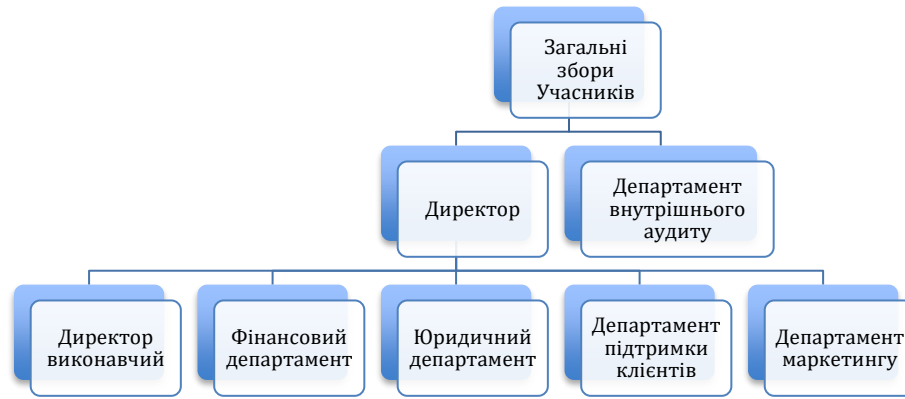 Загальні
збори
Учасників
Директор
Департамент
внутрішнього
аудиту
Директор
виконавчий
Фінансовий
департамент
Юридичний
департамент
Департамент
підтримки
клієнтів
Департамент
маркетингу